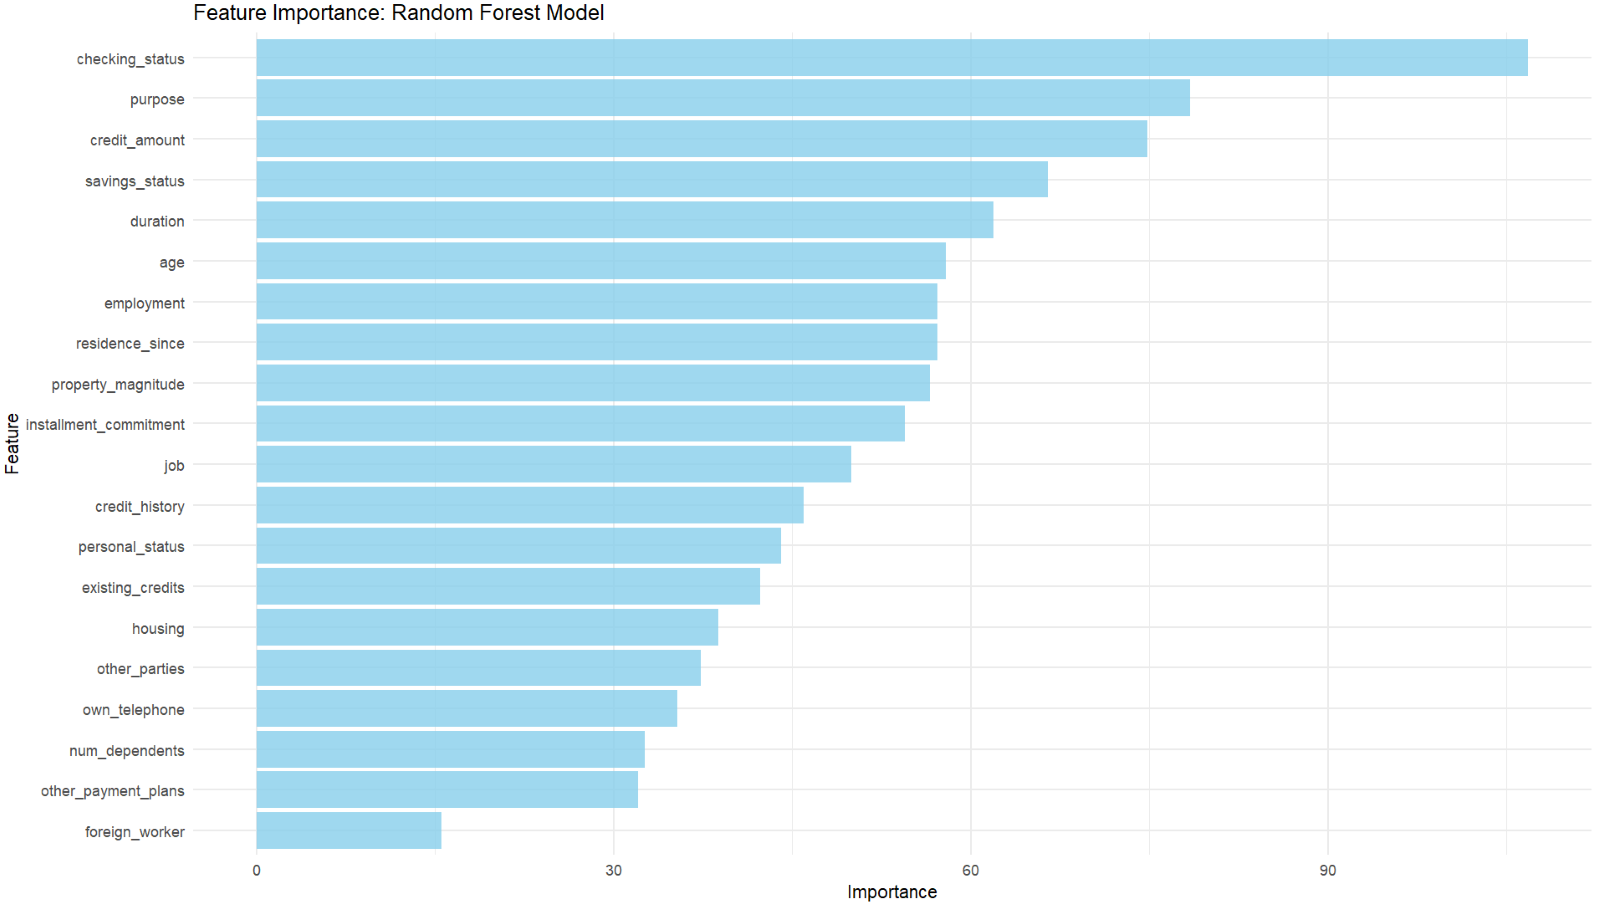 Feature Importance: Random Forest Model
checking_status
purpose
credit_amount
savings_status
duration
age
employment
residence_since
property_magnitude
installment_commitment
job
credit_history
personal_status
existing_credits
housing
other_parties
own_telephone
num_dependents
other_payment_plans
foreign_worker
Feature
0 30 60 90
Importance